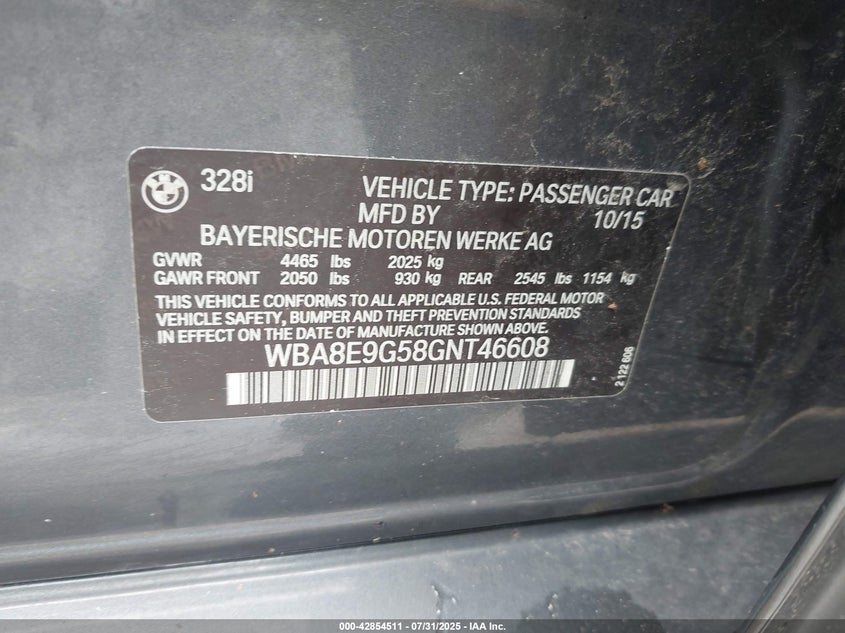 328i
VEHICLE TYPE: PASSENGER CAR
MFD BY 10/15
BAYERISCHE MOTOREN WERKE AG
GVWR 4465 lbs 2025 kg
GAWR FRONT 2050 lbs 930 kg REAR 2545 lbs 1154 kg
THIS VEHICLE CONFORMS TO ALL APPLICABLE U.S. FEDERAL MOTOR
VEHICLE SAFETY, BUMPER AND THEFT PREVENTION STANDARDS
IN EFFECT ON THE DATE OF MANUFACTURE SHOWN ABOVE.
WBA8E9G58GNT46608
2 122 606
000-42854511 - 07/31/2025 - © IAA Inc.